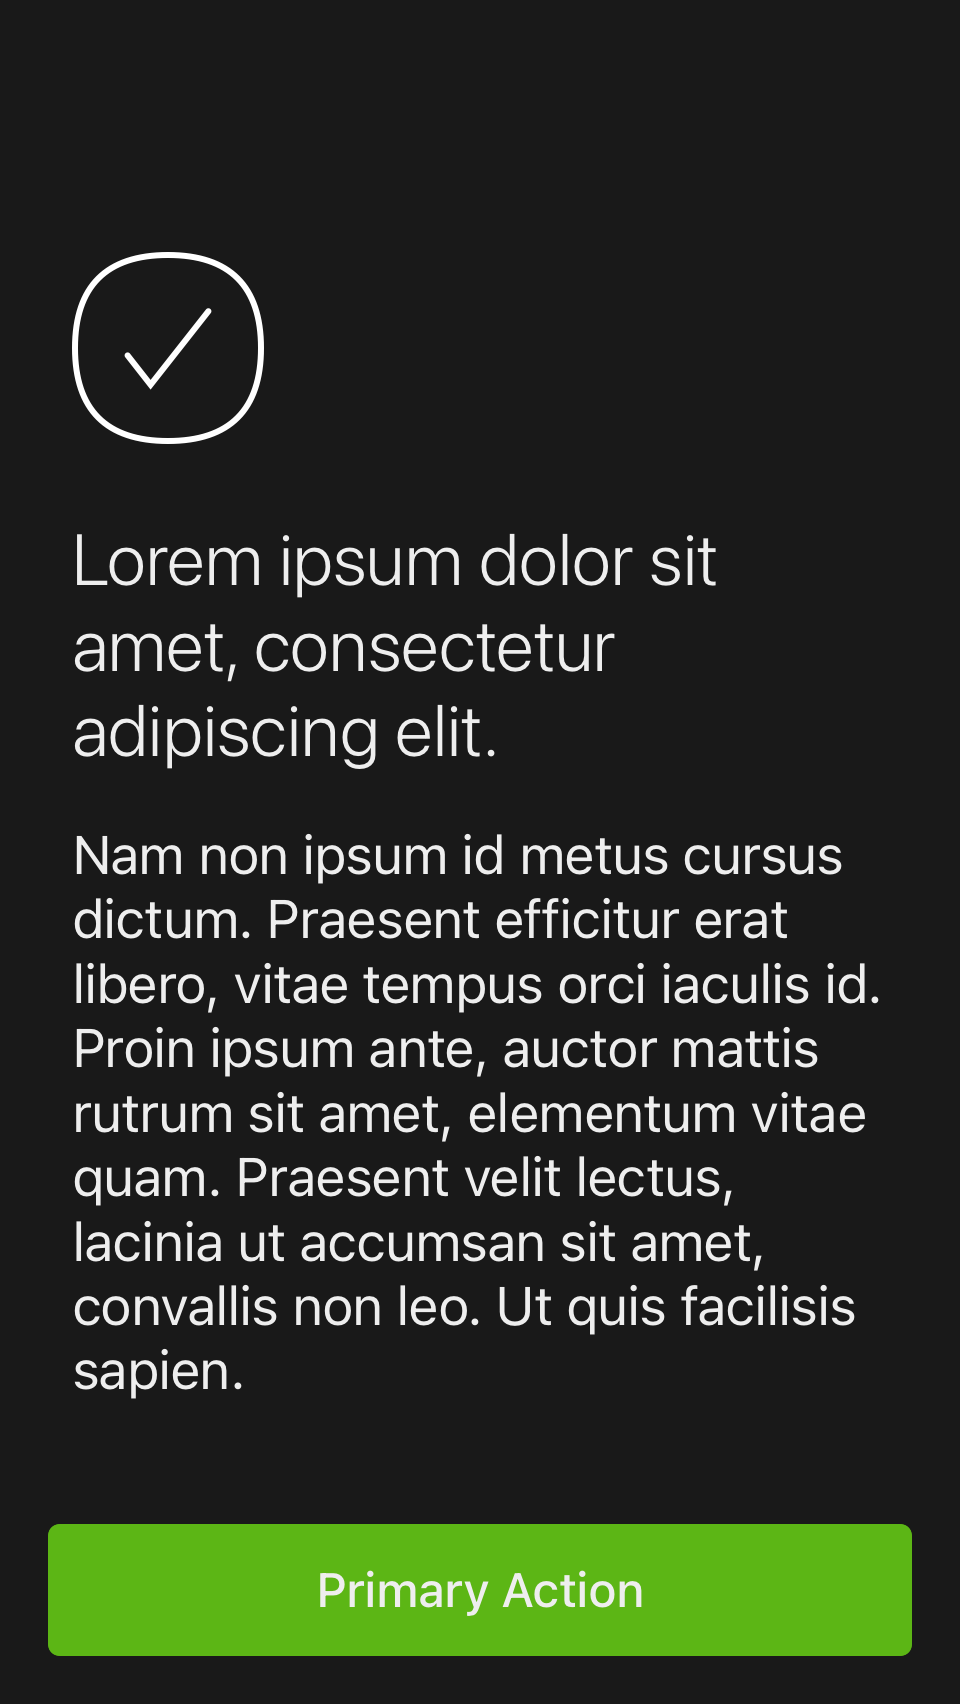 Lorem ipsum dolor sit
amet, consectetur
adipiscing elit.
Nam non ipsum id metus cursus
dictum. Praesent efficitur erat
libero, vitae tempus orci iaculis id.
Proin ipsum ante, auctor mattis
rutrum sit amet, elementum vitae
quam. Praesent velit lectus,
lacinia ut accumsan sit amet,
convallis non leo. Ut quis facilisis
sapien.
Primary Action